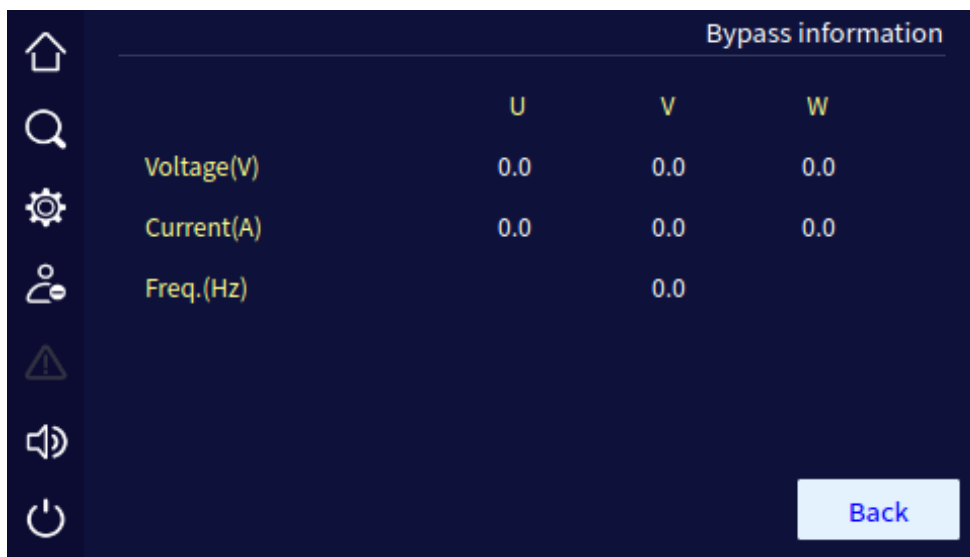 Bypass information
U V W
Voltage(V) 0.0 0.0 0.0
Current(A) 0.0 0.0 0.0
Freq.(Hz) 0.0
Back